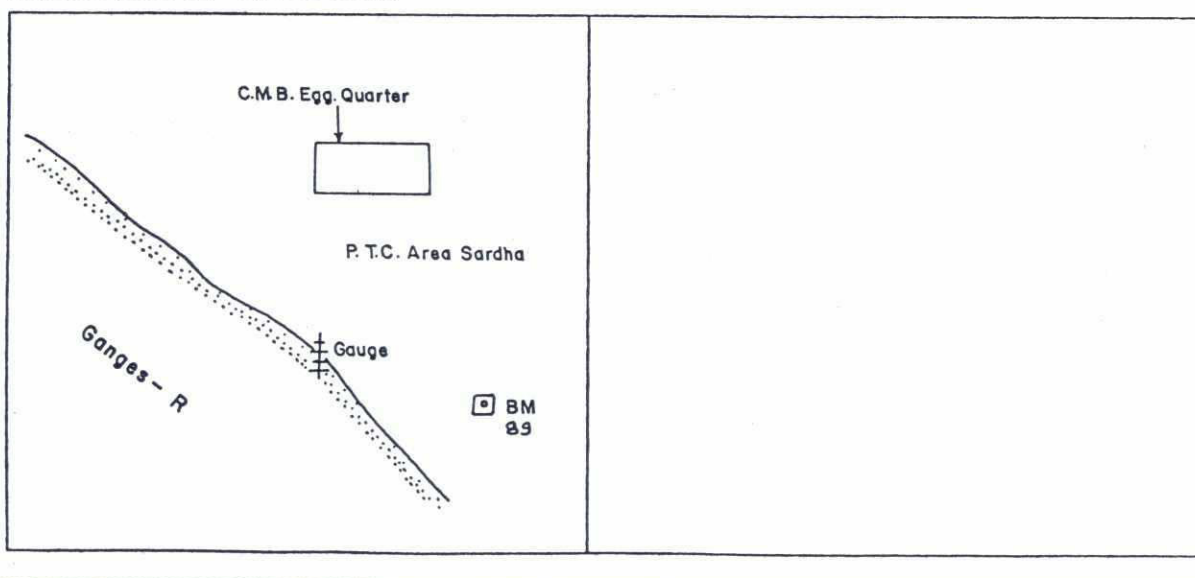 C.M.B. Egg. Quarter
P. T.C. Area Sardha
Gauge
Ganges - R
BM
89